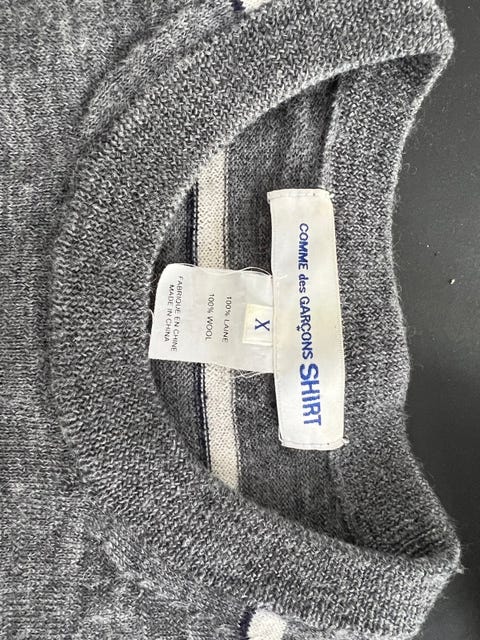 COMME des GARÇONS SHIRT
X
100% LAINE
100% WOOL
FABRIQUE EN CHINE
MADE IN CHINA